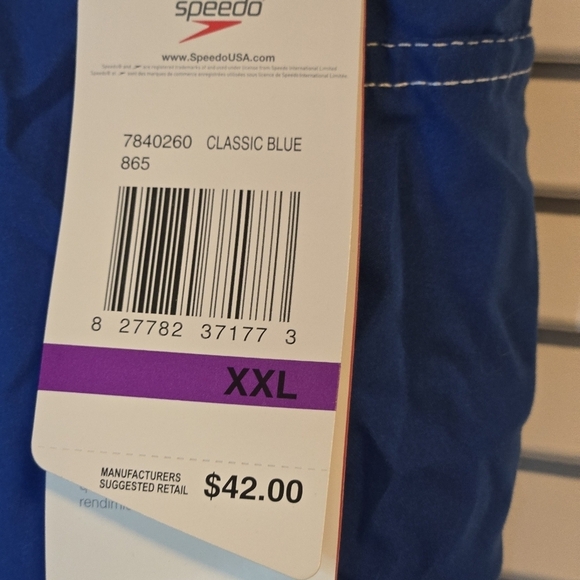 speedo
www.SpeedoUSA.com
7840260 CLASSIC BLUE
865
8 27782 37177 3
XXL
MANUFACTURERS
SUGGESTED RETAIL $42.00